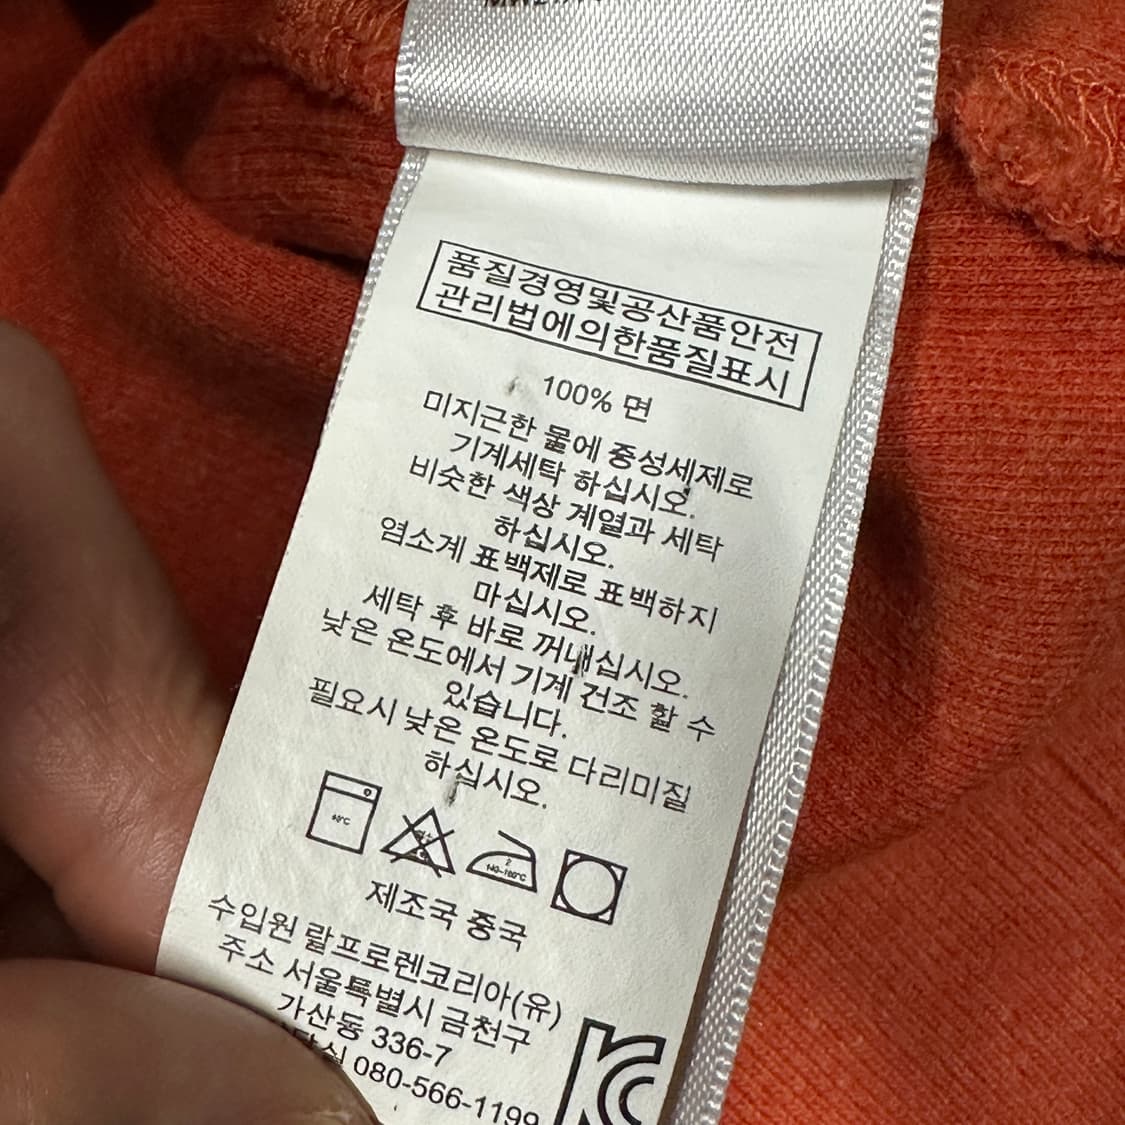 품질경영및공산품안전
관리법에의한품질표시
100% 면
미지근한 물에 중성세제로
기계세탁 하십시오.
비슷한 색상 계열과 세탁
하십시오.
염소계 표백제로 표백하지
마십시오.
세탁 후 바로 꺼내십시오.
낮은 온도에서 기계 건조 할 수
있습니다.
필요시 낮은 온도로 다리미질
하십시오.
제조국 중국
수입원 랄프로렌코리아(유)
주소 서울특별시 금천구
가산동 336-7
080-566-1199